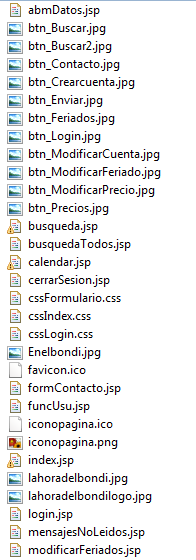 abmDatos.jsp
btn_Buscar.jpg
btn_Buscar2.jpg
btn_Contacto.jpg
btn_Crearcuenta.jpg
btn_Enviar.jpg
btn_Feriados.jpg
btn_Login.jpg
btn_ModificarCuenta.jpg
btn_ModificarFeriado.jpg
btn_ModificarPrecio.jpg
btn_Precios.jpg
busqueda.jsp
busquedaTodos.jsp
calendar.jsp
cerrarSesion.jsp
cssFormulario.css
cssIndex.css
cssLogin.css
Enelbondi.jpg
favicon.ico
formContacto.jsp
funcUsu.jsp
iconopagina.ico
iconopagina.png
index.jsp
lahoradelbondi.jpg
lahoradelbondilogo.jpg
login.jsp
mensajesNoLeidos.jsp
modificarFeriados.jsp